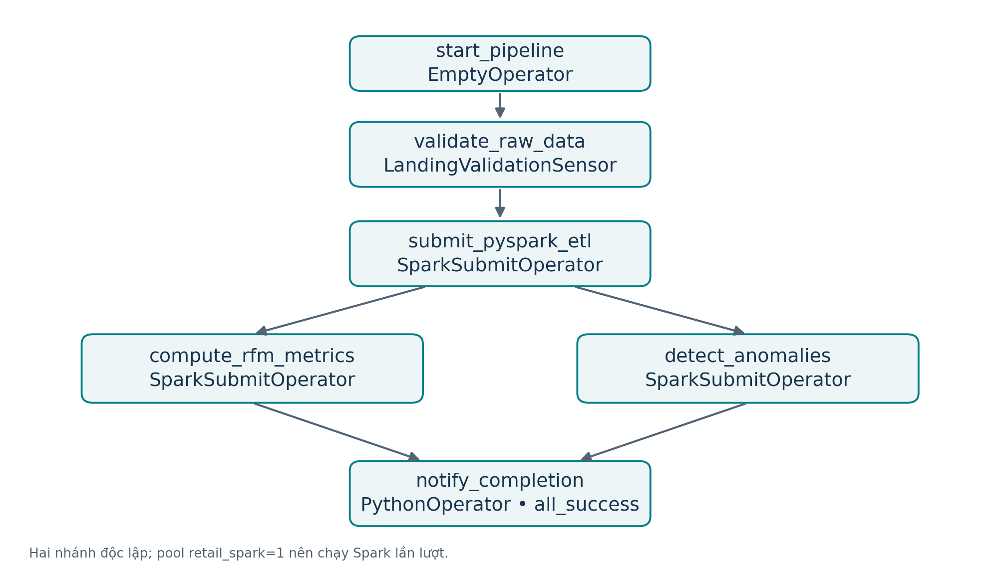 start_pipeline
EmptyOperator
validate_raw_data
LandingValidationSensor
submit_pyspark_etl
SparkSubmitOperator
compute_rfm_metrics
SparkSubmitOperator
detect_anomalies
SparkSubmitOperator
notify_completion
PythonOperator • all_success
Hai nhánh độc lập; pool retail_spark=1 nên chạy Spark lần lượt.